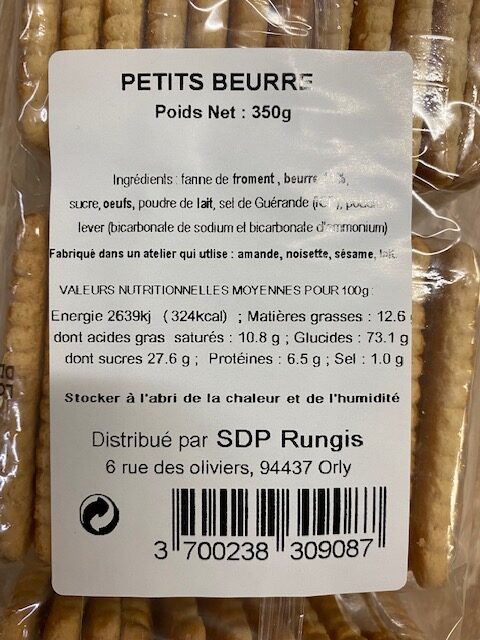 PETITS BEURRE
Poids Net : 350g
Ingrédients : farine de froment, beurre
sucre, oeufs, poudre de lait, sel de Guérande
lever (bicarbonate de sodium et bicarbonate d'ammonium)
Fabriqué dans un atelier qui utlise : amande, noisette, sésame, lait.
VALEURS NUTRITIONNELLES MOYENNES POUR 100g :
Energie 2639kj (324kcal) ; Matières grasses : 12.6
dont acides gras saturés : 10.8 g ; Glucides : 73.1 g
dont sucres 27.6 g ; Protéines : 6.5 g ; Sel : 1.0 g
Stocker à l'abri de la chaleur et de l'humidité
Distribué par SDP Rungis
6 rue des oliviers, 94437 Orly
3 700238 309087